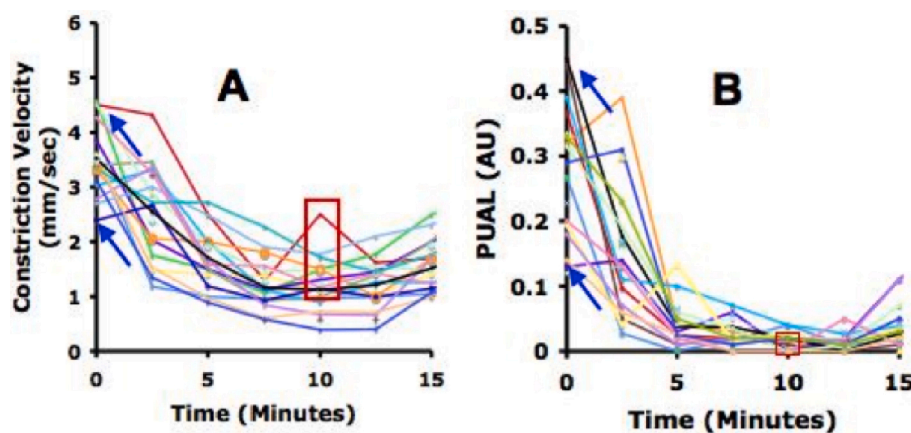 A
Constriction Velocity
(mm/sec)
6
5
4
3
2
1
0
0 5 10 15
Time (Minutes)
B
PUAL (AU)
0.5
0.4
0.3
0.2
0.1
0
0 5 10 15
Time (Minutes)